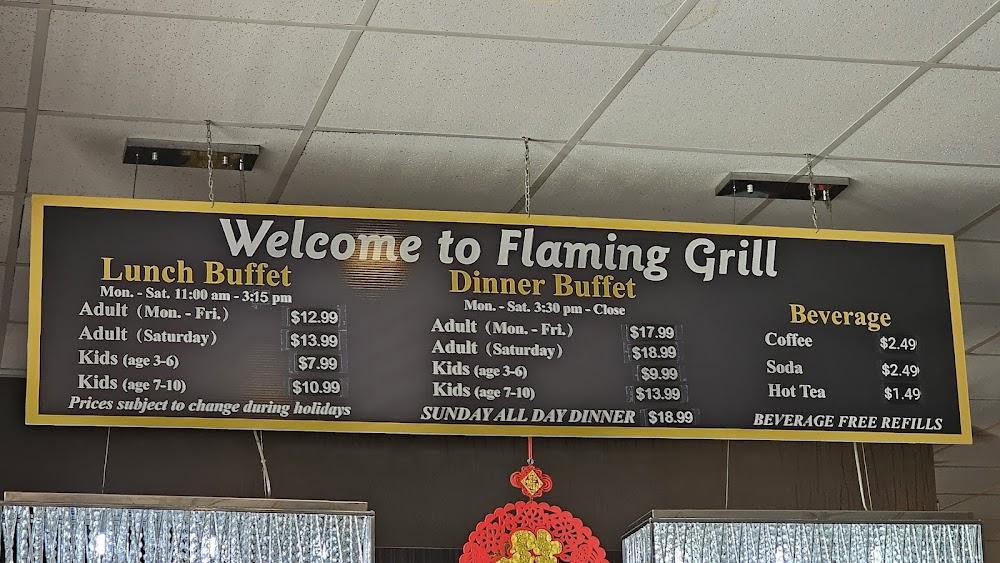 Welcome to Flaming Grill
Lunch Buffet
Mon. - Sat. 11:00 am - 3:15 pm
Adult (Mon. - Fri.) $12.99
Adult (Saturday) $13.99
Kids (age 3-6) $7.99
Kids (age 7-10) $10.99
Prices subject to change during holidays
Dinner Buffet
Mon. - Sat. 3:30 pm - Close
Adult (Mon. - Fri.) $17.99
Adult (Saturday) $18.99
Kids (age 3-6) $9.99
Kids (age 7-10) $13.99
SUNDAY ALL DAY DINNER $18.99
Beverage
Coffee $2.49
Soda $2.49
Hot Tea $1.49
BEVERAGE FREE REFILLS